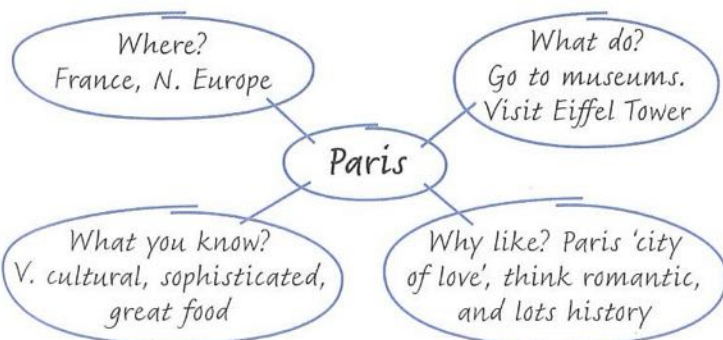 Where?
France, N. Europe
What do?
Go to museums.
Visit Eiffel Tower
Paris
What you know?
V. cultural, sophisticated,
great food
Why like? Paris 'city
of love', think romantic,
and lots history